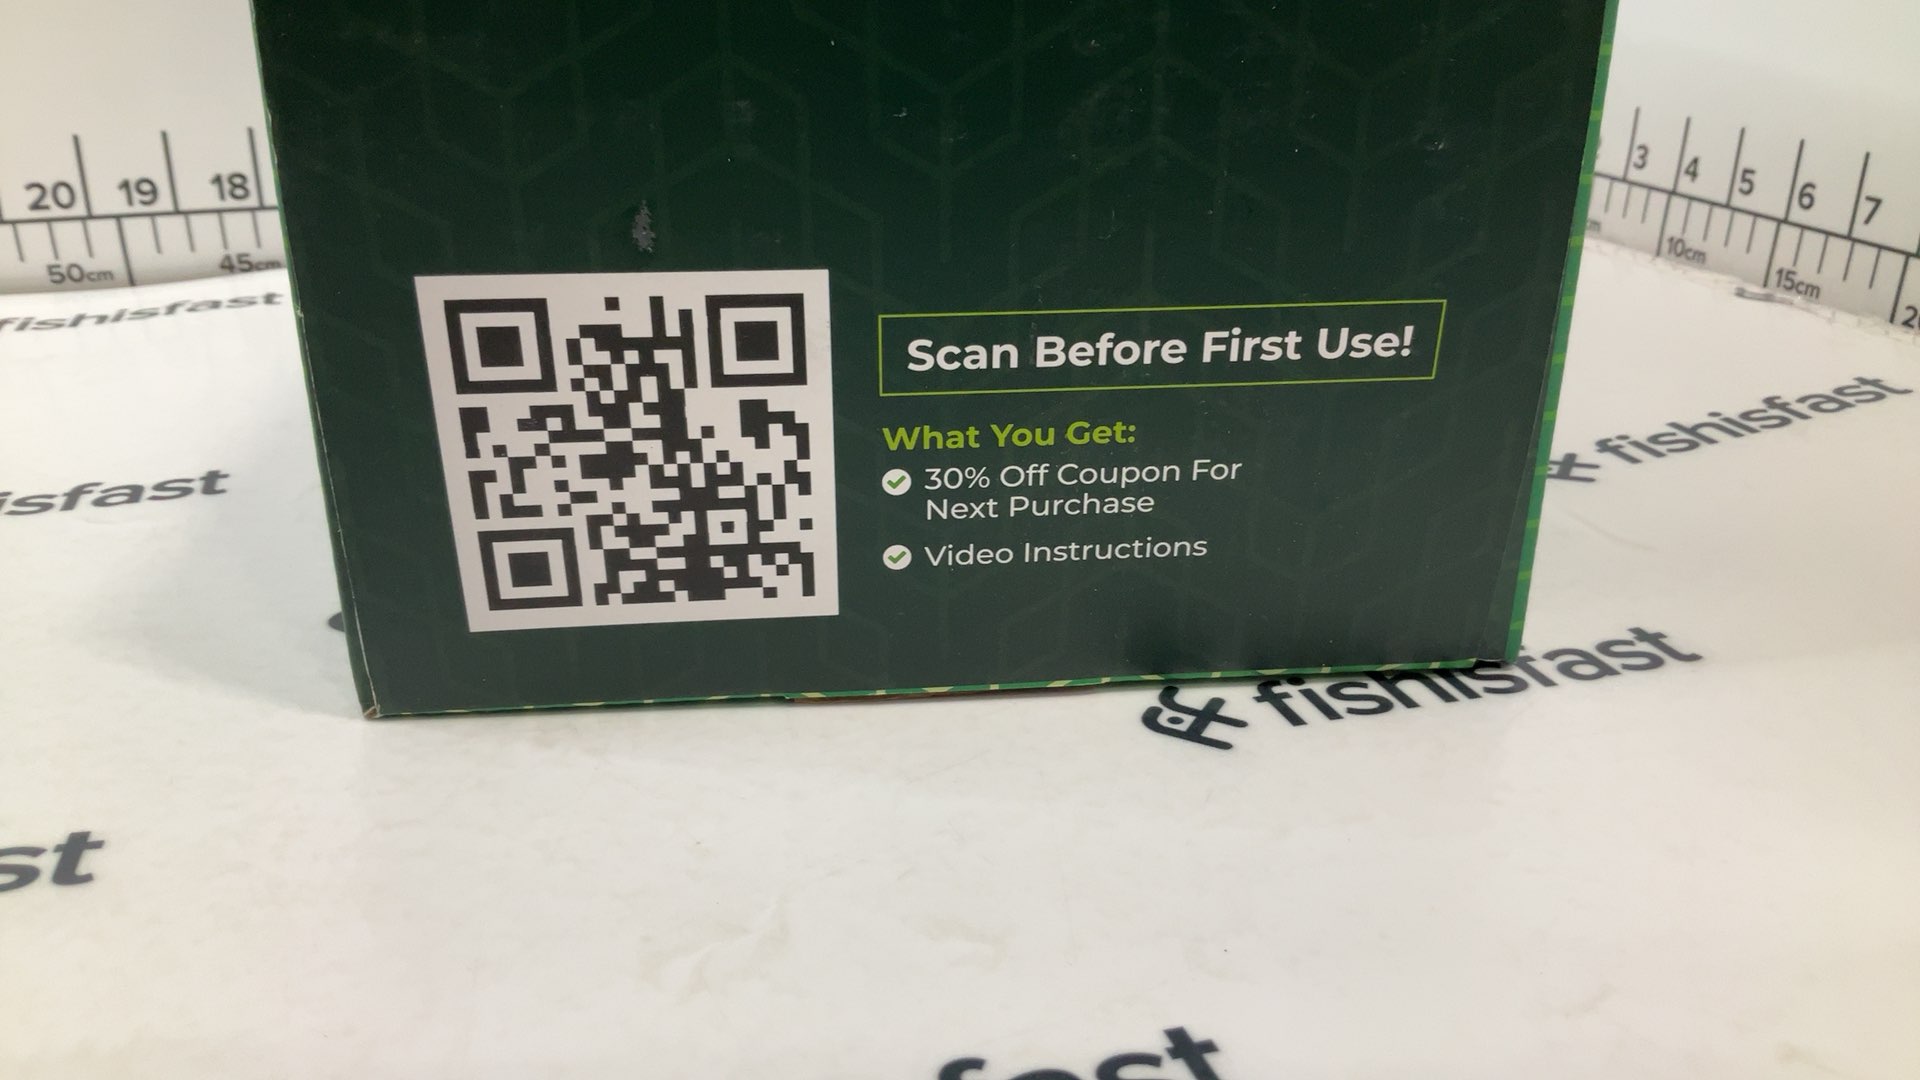 20 19 18
50cm 45cm
3 4 5 6 7
10cm 15cm
fishisfast
Scan Before First Use!
What You Get:
30% Off Coupon For
Next Purchase
Video Instructions
fishisfast
isfast
fishisfast
st
fast